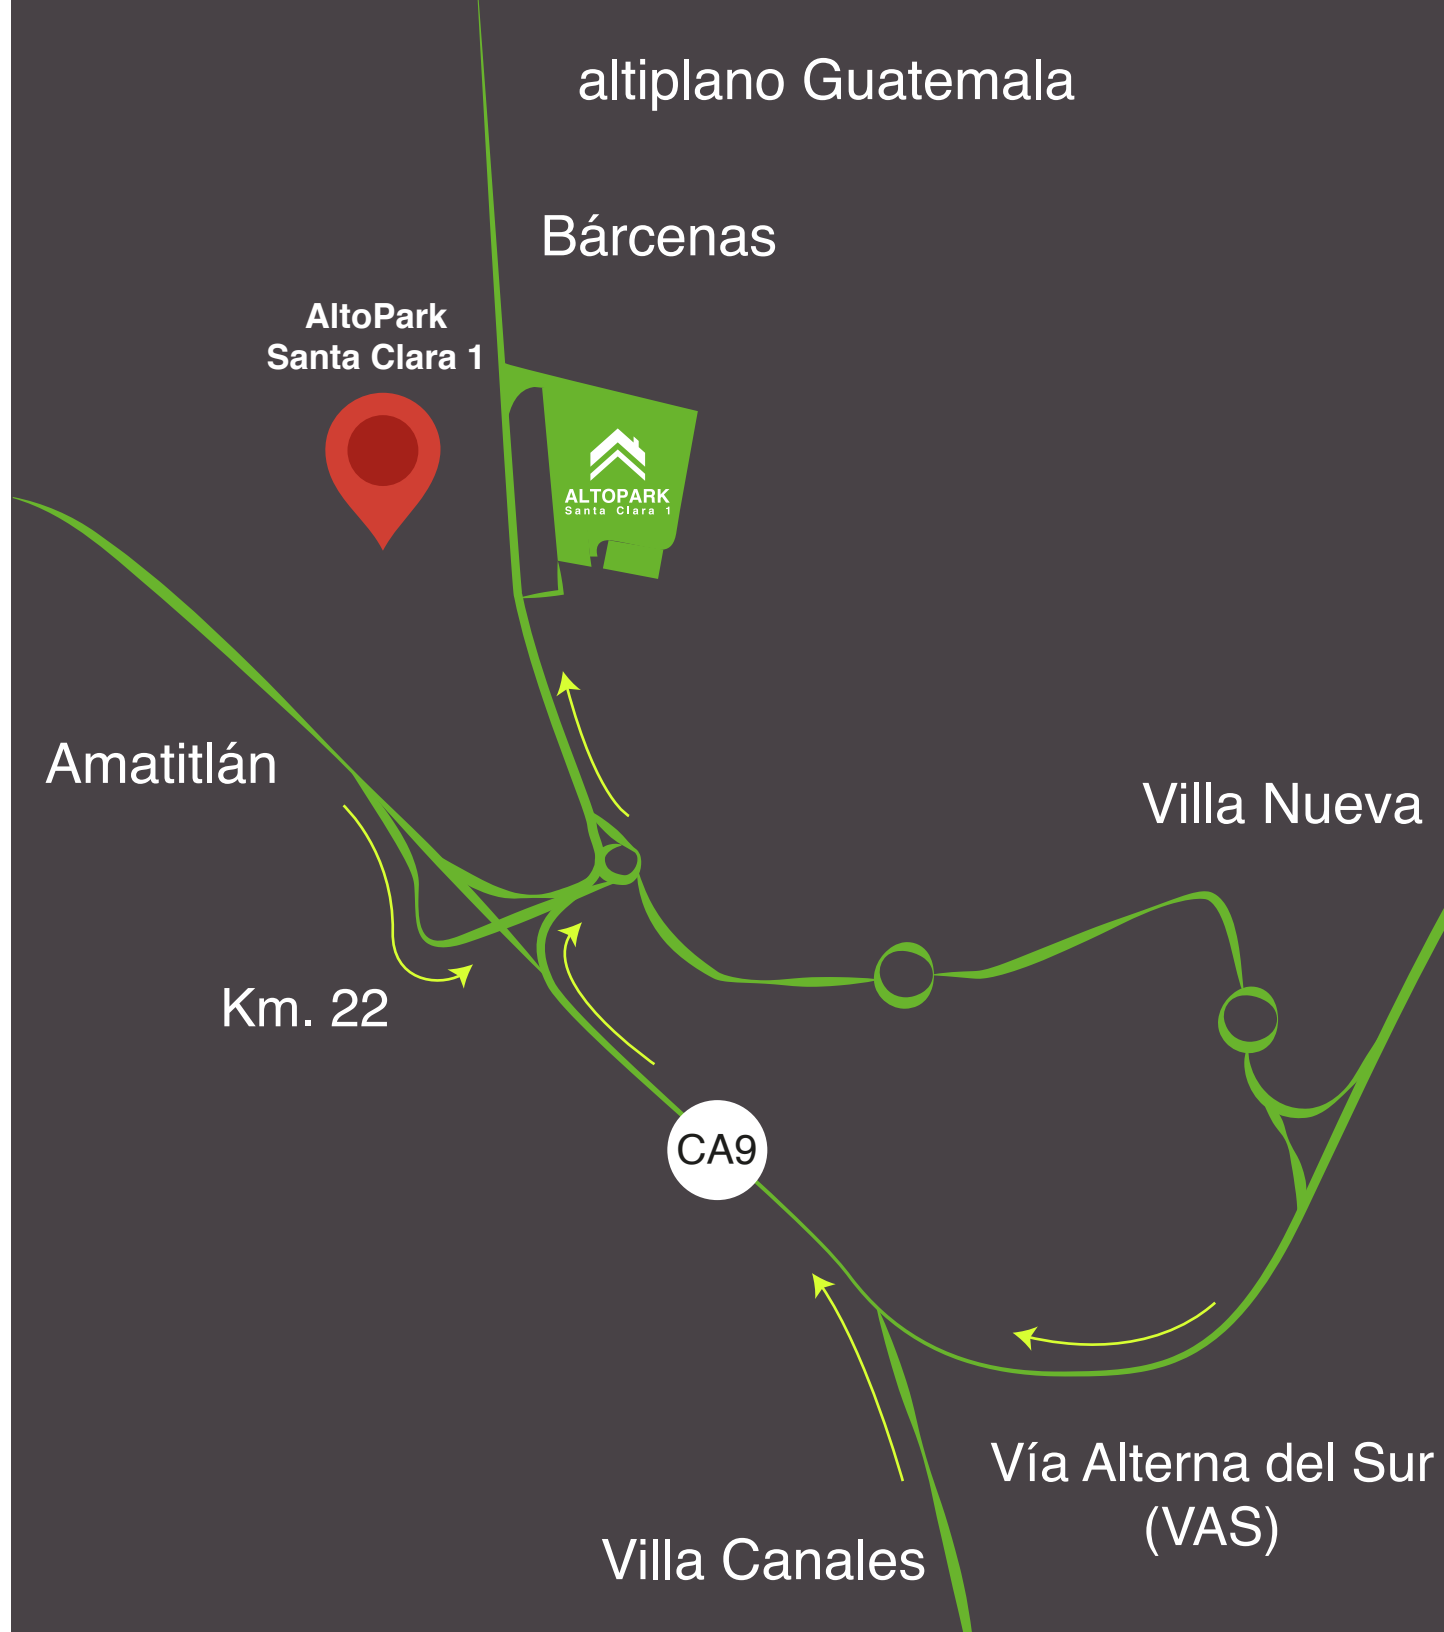 altiplano Guatemala
Bárcenas
AltoPark
Santa Clara 1
ALTOPARK
Santa Clara 1
Amatitlán
Villa Nueva
Km. 22
CA9
Vía Alterna del Sur
(VAS)
Villa Canales